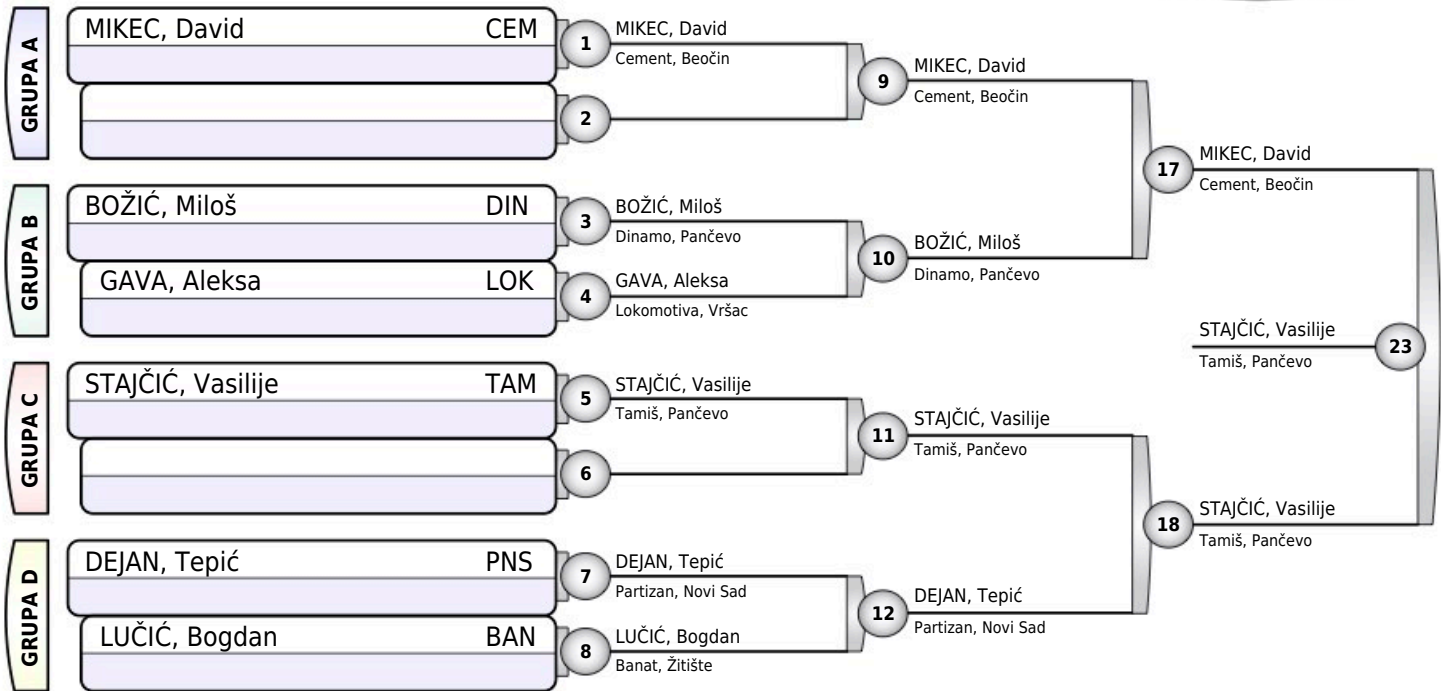 GRUPA A
MIKEC, David CEM
1
MIKEC, David
Cement, Beočin
2
9
MIKEC, David
Cement, Beočin
GRUPA B
BOŽIĆ, Miloš DIN
3
BOŽIĆ, Miloš
Dinamo, Pančevo
GAVA, Aleksa LOK
4
GAVA, Aleksa
Lokomotiva, Vršac
10
BOŽIĆ, Miloš
Dinamo, Pančevo
17
MIKEC, David
Cement, Beočin
GRUPA C
STAJČIĆ, Vasilije TAM
5
STAJČIĆ, Vasilije
Tamiš, Pančevo
6
11
STAJČIĆ, Vasilije
Tamiš, Pančevo
GRUPA D
DEJAN, Tepić PNS
7
DEJAN, Tepić
Partizan, Novi Sad
LUČIĆ, Bogdan BAN
8
LUČIĆ, Bogdan
Banat, Žitište
12
DEJAN, Tepić
Partizan, Novi Sad
18
STAJČIĆ, Vasilije
Tamiš, Pančevo
STAJČIĆ, Vasilije
Tamiš, Pančevo
23